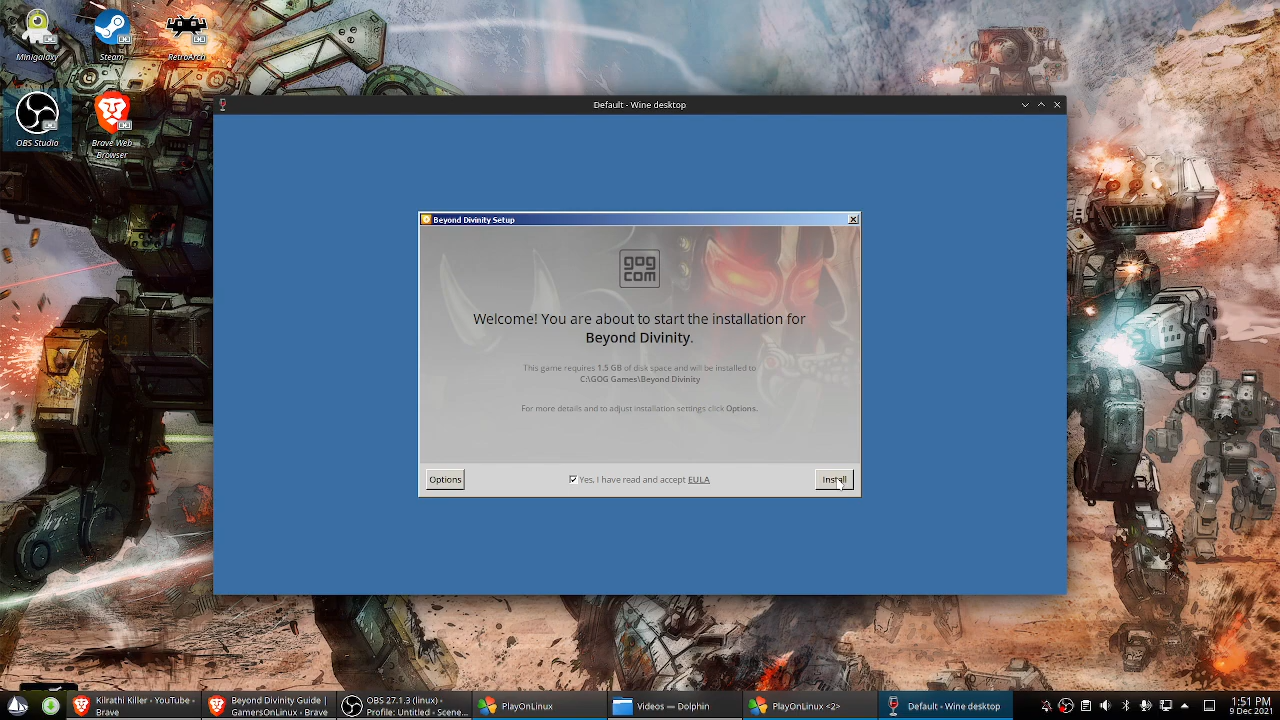 Minigalaxy
Steam
RetroArch
OBS Studio
Brave Web
Browser
Default - Wine desktop
Beyond Divinity Setup
gog
com
Welcome! You are about to start the installation for
Beyond Divinity.
This game requires 1.5 GB of disk space and will be installed to
C:\GOG Games\Beyond Divinity
For more details and to adjust installation settings click Options.
Options
Yes, I have read and accept EULA
Install
Kilrathi Killer - YouTube -
Brave
Beyond Divinity Guide |
GamersOnLinux - Brave
OBS 27.1.3 (linux) -
Profile: Untitled - Scene...
PlayOnLinux
Videos — Dolphin
PlayOnLinux <2>
Default - Wine desktop
1:51 PM
9 Dec 2021